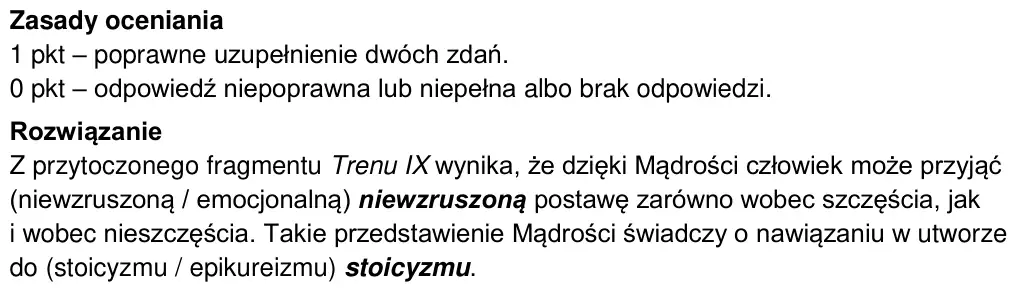 Zasady oceniania
1 pkt – poprawne uzupełnienie dwóch zdań.
0 pkt – odpowiedź niepoprawna lub niepełna albo brak odpowiedzi.
Rozwiązanie
Z przytoczonego fragmentu Trenu IX wynika, że dzięki Mądrości człowiek może przyjąć
(niewzruszoną / emocjonalną) niewzruszoną postawę zarówno wobec szczęścia, jak
i wobec nieszczęścia. Takie przedstawienie Mądrości świadczy o nawiązaniu w utworze
do (stoicyzmu / epikureizmu) stoicyzmu.